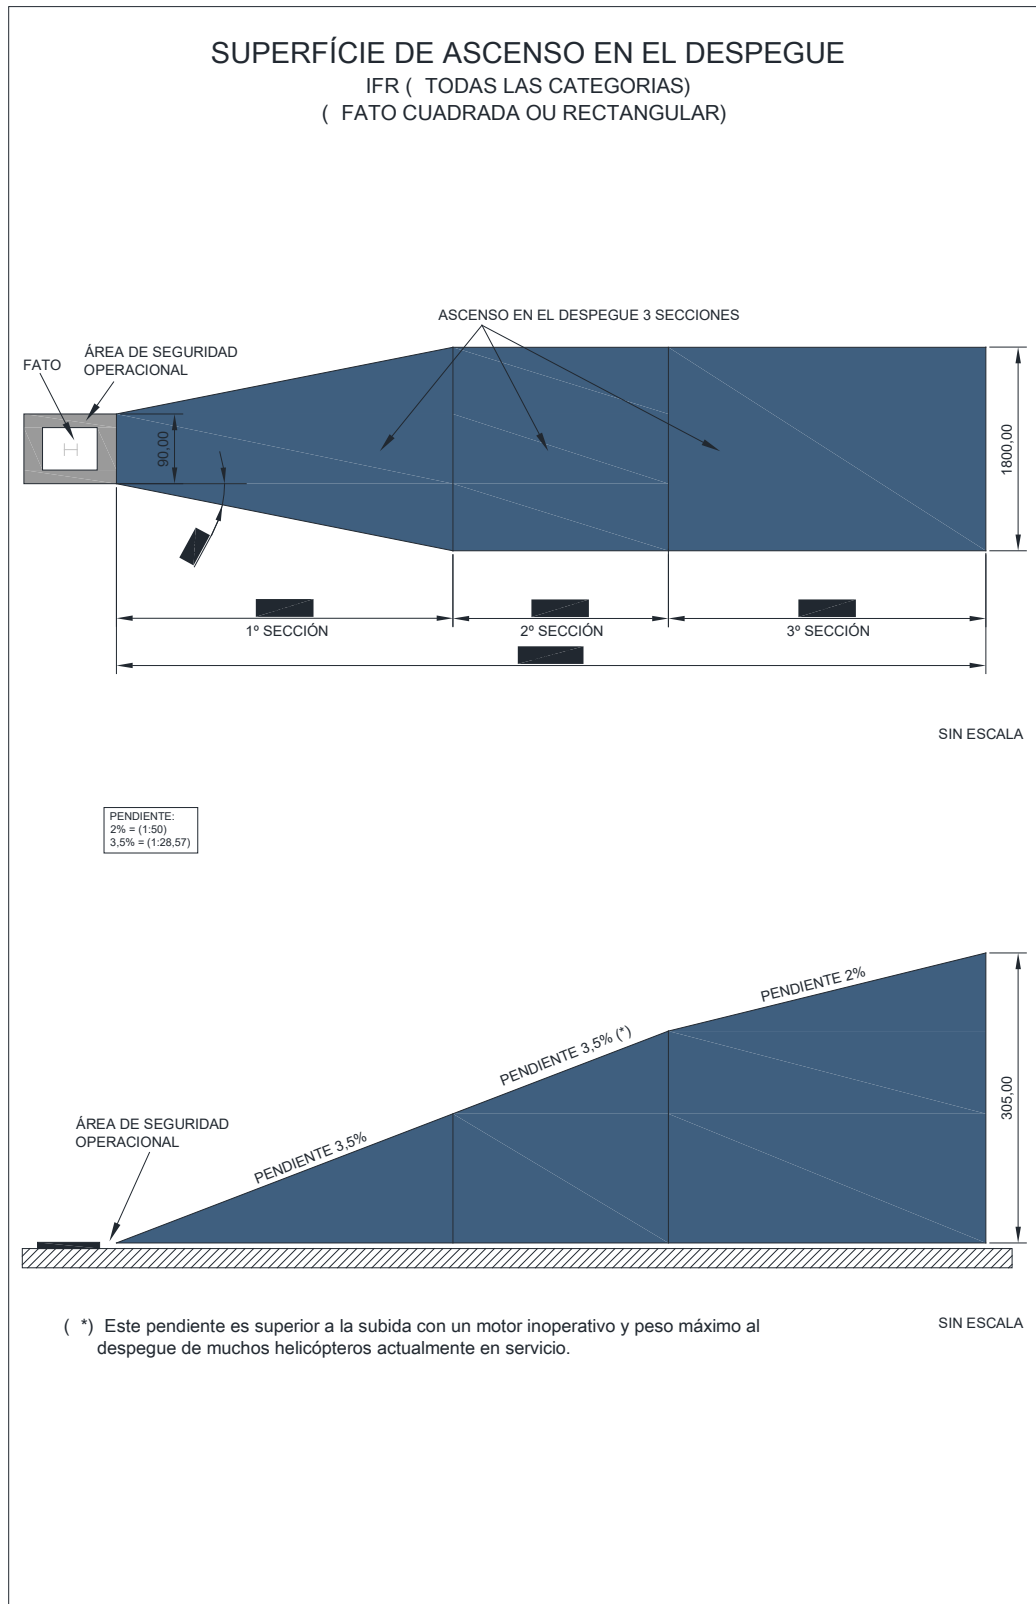 SUPERFÍCIE DE ASCENSO EN EL DESPEGUE
IFR ( TODAS LAS CATEGORIAS)
( FATO CUADRADA OU RECTANGULAR)
ASCENSO EN EL DESPEGUE 3 SECCIONES
ÁREA DE SEGURIDAD
OPERACIONAL
FATO
H
90,00
1800,00
1º SECCIÓN
2º SECCIÓN
3º SECCIÓN
SIN ESCALA
PENDIENTE:
2% = (1:50)
3,5% = (1:28,57)
PENDIENTE 2%
PENDIENTE 3,5% (*)
PENDIENTE 3,5%
305,00
ÁREA DE SEGURIDAD
OPERACIONAL
( *) Este pendiente es superior a la subida con un motor inoperativo y peso máximo al
despegue de muchos helicópteros actualmente en servicio.
SIN ESCALA